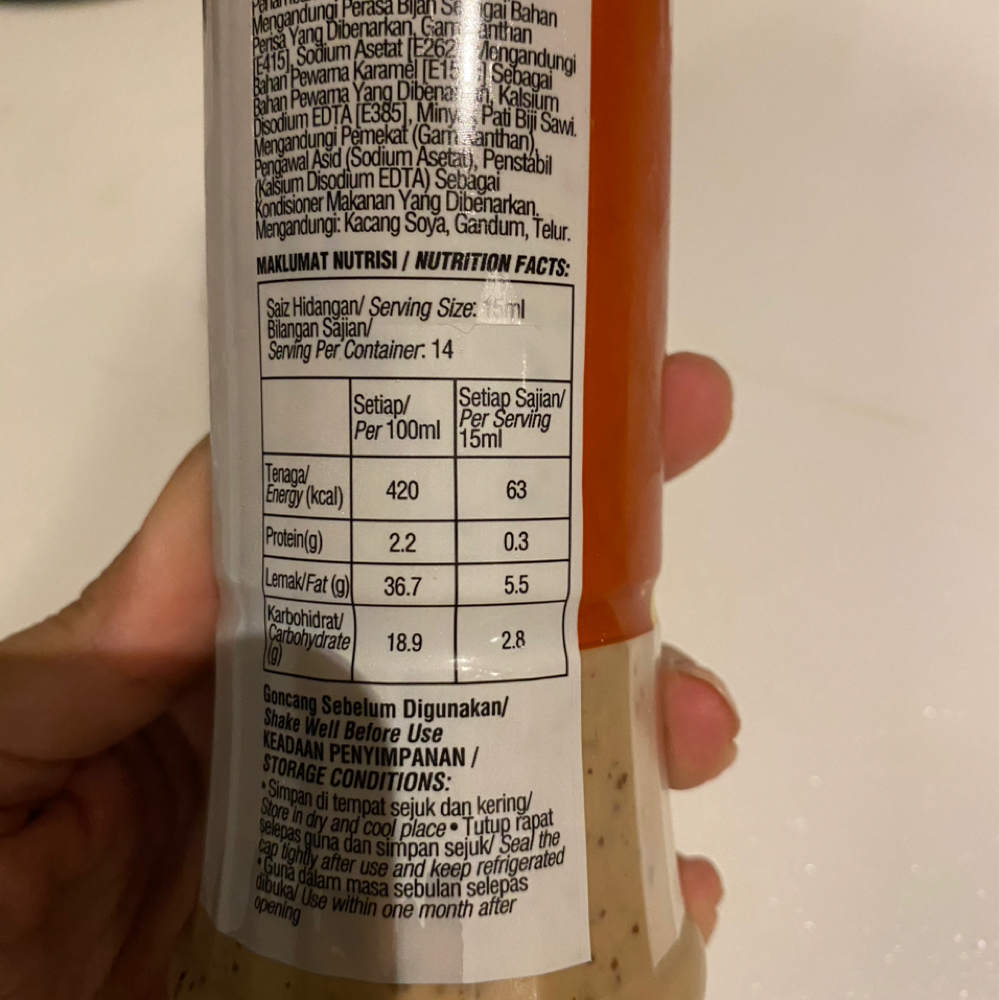 Mengandungi Perasa Bijan Sebagai Bahan
Perisa Yang Dibenarkan, Gam Xanthan
[E415], Sodium Asetat [E262], Mengandungi
Bahan Pewarna Karamel Sebagai
Bahan Pewarna Yang Dibenarkan, Kalsium
Disodium EDTA [E385], Minyak, Pati Biji Sawi.
Mengandungi Pemekat (Gam Xanthan),
Pengawal Asid (Sodium Asetat), Penstabil
(Kalsium Disodium EDTA) Sebagai
Kondisioner Makanan Yang Dibenarkan.
Mengandungi: Kacang Soya, Gandum, Telur.
MAKLUMAT NUTRISI / NUTRITION FACTS:
Saiz Hidangan/ Serving Size: 15ml
Bilangan Sajian/
Serving Per Container: 14
Setiap/
Per 100ml
Setiap Sajian/
Per Serving
15ml
Tenaga/
Energy (kcal) 420 63
Protein(g) 2.2 0.3
Lemak/Fat (g) 36.7 5.5
Karbohidrat/
Carbohydrate
(g) 18.9 2.8
Goncang Sebelum Digunakan/
Shake Well Before Use
KEADAAN PENYIMPANAN /
STORAGE CONDITIONS:
• Simpan di tempat sejuk dan kering/
Store in dry and cool place • Tutup rapat
selepas guna dan simpan sejuk/ Seal the
cap tightly after use and keep refrigerated
• Guna dalam masa sebulan selepas
dibuka/ Use within one month after
opening